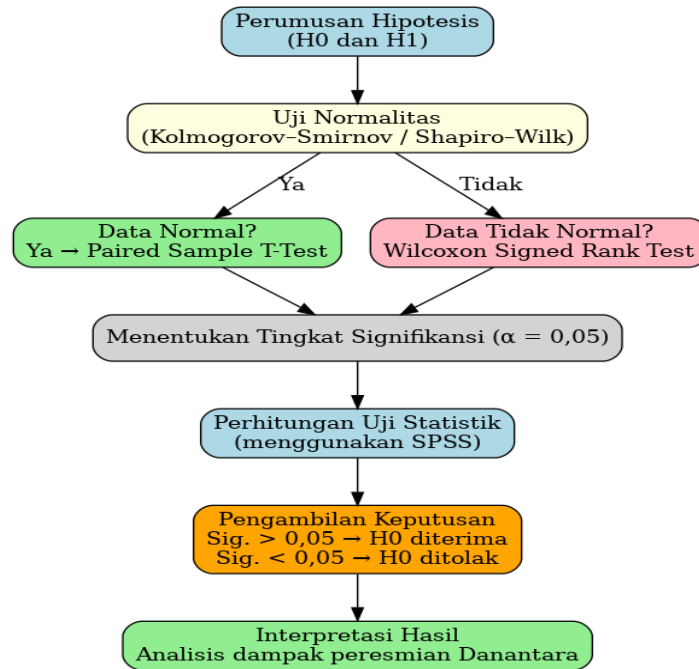 Perumusan Hipotesis
(H0 dan H1)
Uji Normalitas
(Kolmogorov–Smirnov / Shapiro–Wilk)
Ya
Tidak
Data Normal?
Ya → Paired Sample T-Test
Data Tidak Normal?
Wilcoxon Signed Rank Test
Menentukan Tingkat Signifikansi (α = 0,05)
Perhitungan Uji Statistik
(menggunakan SPSS)
Pengambilan Keputusan
Sig. > 0,05 → H0 diterima
Sig. < 0,05 → H0 ditolak
Interpretasi Hasil
Analisis dampak peresmian Danantara